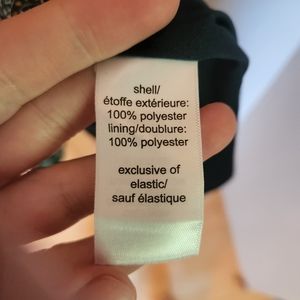 shell/
étoffe extérieure:
100% polyester
lining/doublure:
100% polyester
exclusive of
elastic/
sauf élastique